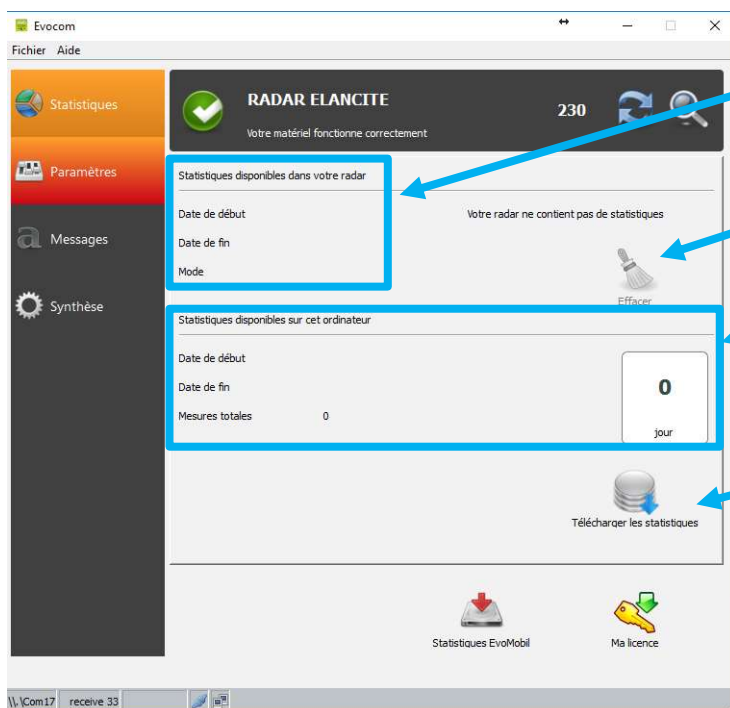 Evocom
Fichier Aide
Statistiques
Paramètres
Messages
Synthèse
RADAR ELANCITE
230
Votre matériel fonctionne correctement
Statistiques disponibles dans votre radar
Date de début
Votre radar ne contient pas de statistiques
Date de fin
Mode
Effacer
Statistiques disponibles sur cet ordinateur
Date de début
Date de fin
0
Mesures totales 0
jour
Télécharger les statistiques
Statistiques EvoMobil
Ma licence
\\.\Com17 receive 33